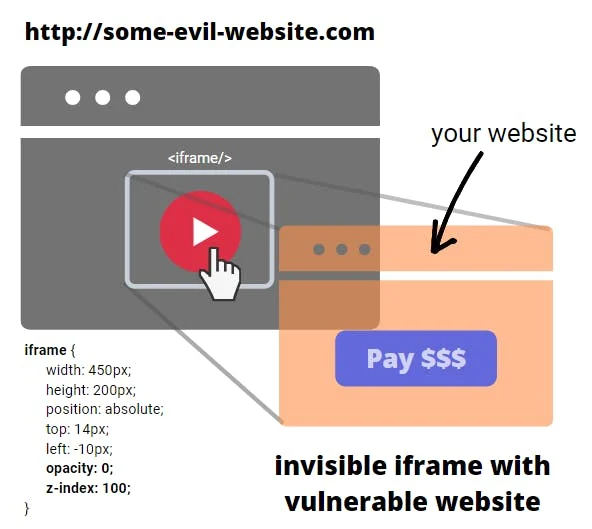 http://some-evil-website.com
<iframe/>
your website
Pay $$$
iframe {
width: 450px;
height: 200px;
position: absolute;
top: 14px;
left: -10px;
opacity: 0;
z-index: 100;
}
invisible iframe with
vulnerable website